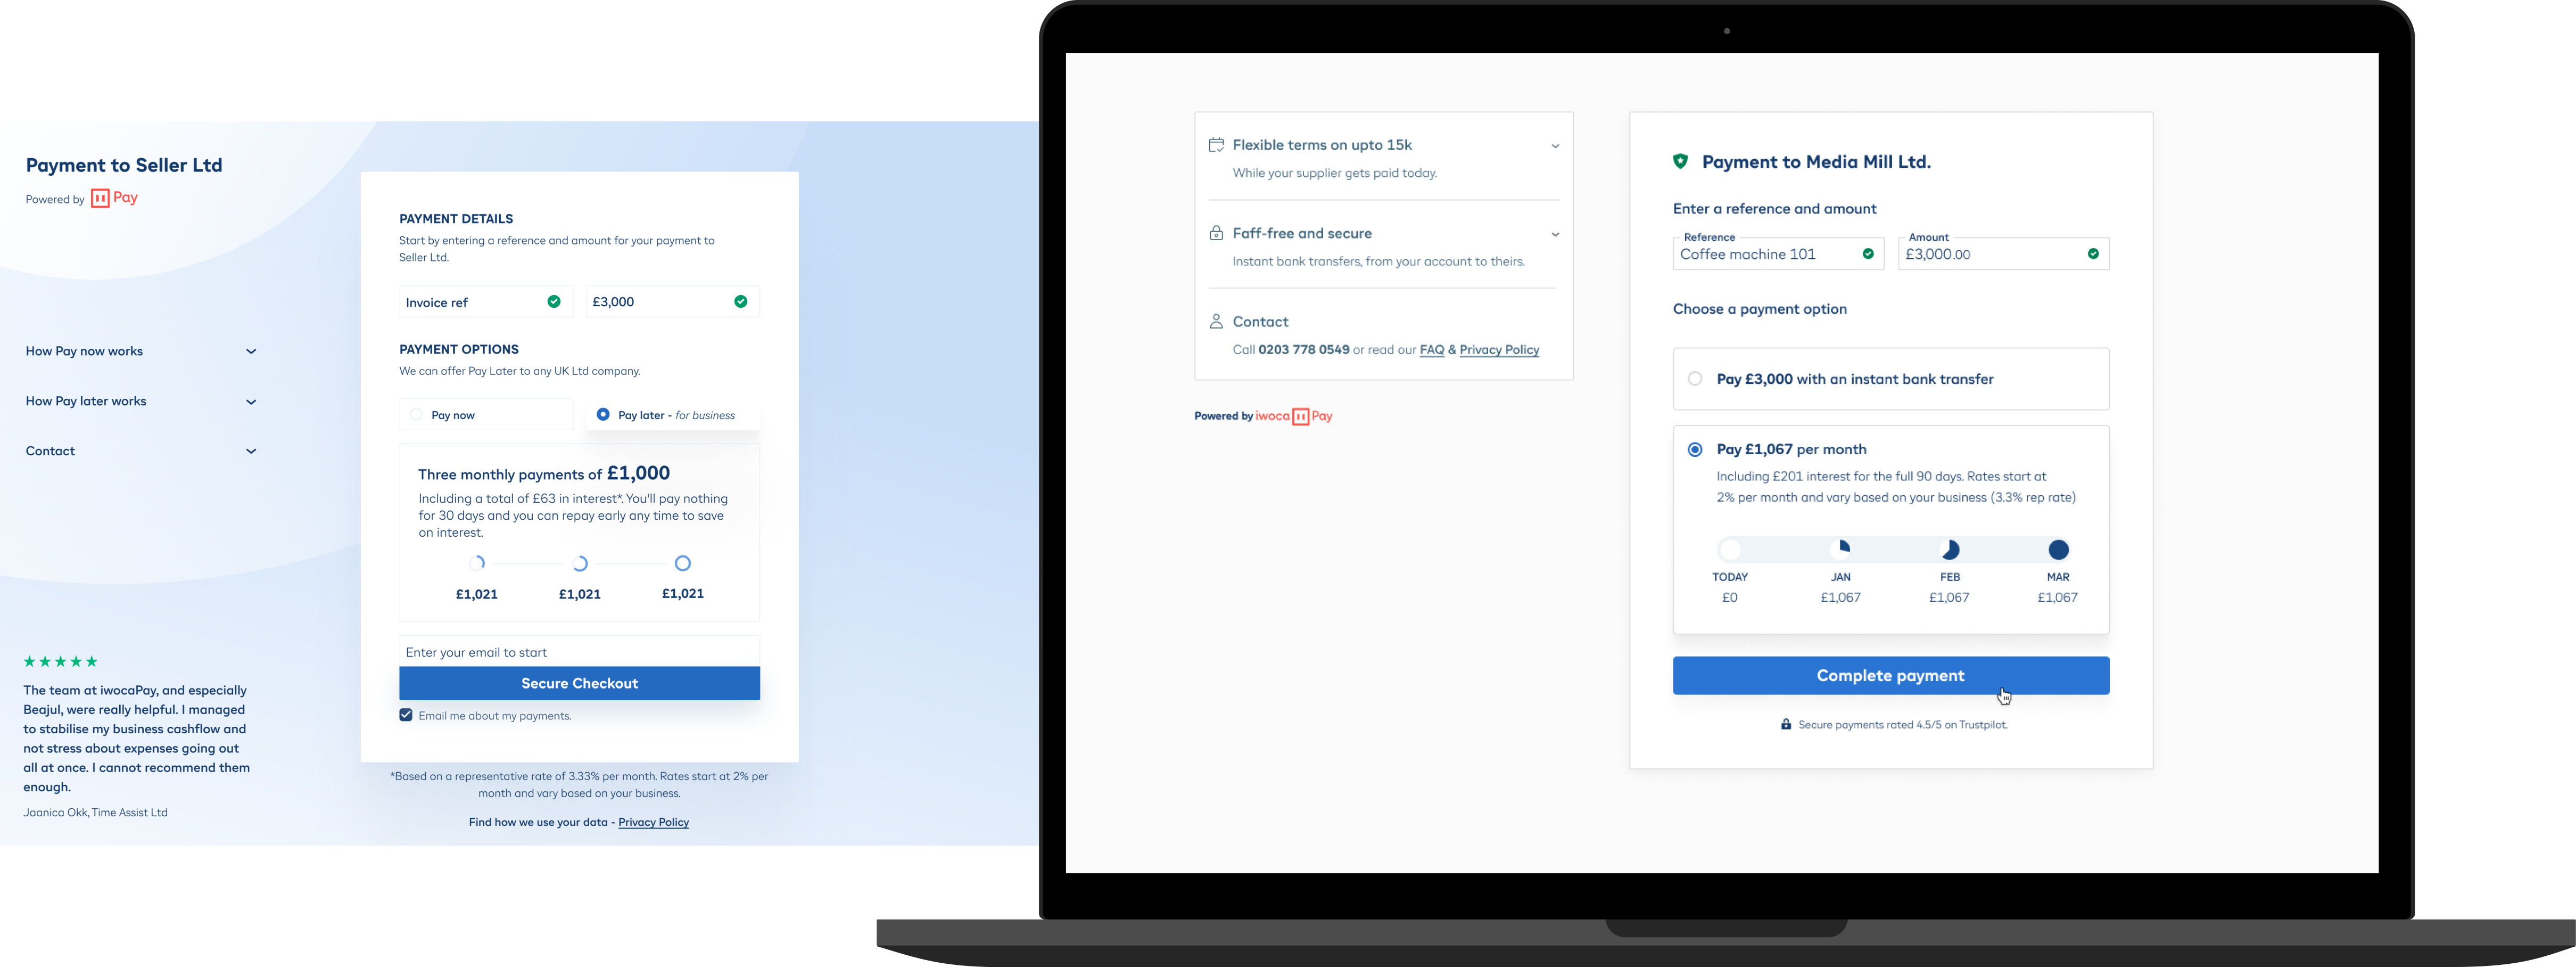 Payment to Seller Ltd
Powered by Pay
How Pay now works
How Pay later works
Contact
★★★★★
The team at iwocaPay, and especially
Beajul, were really helpful. I managed
to stabilise my business cashflow and
not stress about expenses going out
all at once. I cannot recommend them
enough.
Jaanica Okk, Time Assist Ltd
PAYMENT DETAILS
Start by entering a reference and amount for your payment to
Seller Ltd.
Invoice ref £3,000
PAYMENT OPTIONS
We can offer Pay Later to any UK Ltd company.
Pay now Pay later - for business
Three monthly payments of £1,000
Including a total of £63 in interest*. You'll pay nothing
for 30 days and you can repay early any time to save
on interest.
£1,021 £1,021 £1,021
Enter your email to start
Secure Checkout
Email me about my payments.
*Based on a representative rate of 3.33% per month. Rates start at 2% per
month and vary based on your business.
Find how we use your data - Privacy Policy
Flexible terms on upto 15k
While your supplier gets paid today.
Faff-free and secure
Instant bank transfers, from your account to theirs.
Contact
Call 0203 778 0549 or read our FAQ & Privacy Policy
Powered by iwoca Pay
Payment to Media Mill Ltd.
Enter a reference and amount
Reference Amount
Coffee machine 101 £3,000.00
Choose a payment option
Pay £3,000 with an instant bank transfer
Pay £1,067 per month
Including £201 interest for the full 90 days. Rates start at
2% per month and vary based on your business (3.3% rep rate)
TODAY JAN FEB MAR
£0 £1,067 £1,067 £1,067
Complete payment
Secure payments rated 4.5/5 on Trustpilot.